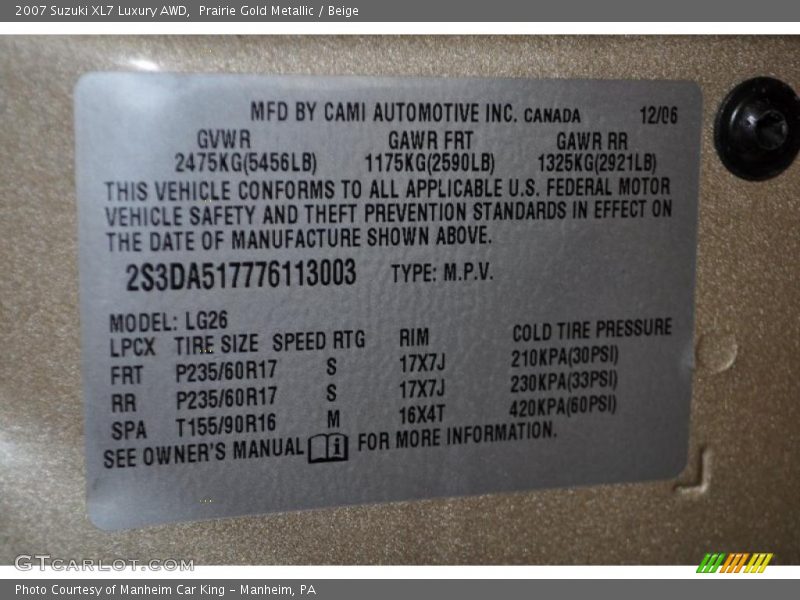 2007 Suzuki XL7 Luxury AWD,  Prairie Gold Metallic / Beige
MFD BY CAMI AUTOMOTIVE INC. CANADA 12/06
GVWR GAWR FRT GAWR RR
2475KG(5456LB) 1175KG(2590LB) 1325KG(2921LB)
THIS VEHICLE CONFORMS TO ALL APPLICABLE U.S. FEDERAL MOTOR
VEHICLE SAFETY AND THEFT PREVENTION STANDARDS IN EFFECT ON
THE DATE OF MANUFACTURE SHOWN ABOVE.
2S3DA517776113003 TYPE: M.P.V.
MODEL: LG26
LPCX TIRE SIZE SPEED RTG RIM COLD TIRE PRESSURE
FRT P235/60R17 S 17X7J 210KPA(30PSI)
RR P235/60R17 S 17X7J 230KPA(33PSI)
SPA T155/90R16 M 16X4T 420KPA(60PSI)
SEE OWNER'S MANUAL i FOR MORE INFORMATION.
GTCARLOT.COM
Photo Courtesy of Manheim Car King - Manheim, PA